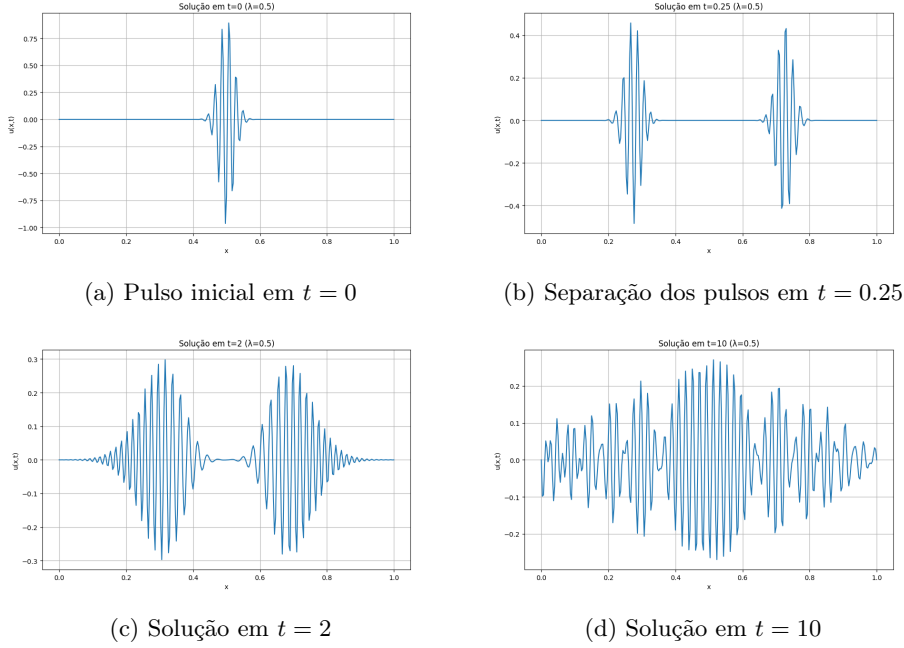 Solução em t=0 (λ=0.5)
u(x,t)
0.75
0.50
0.25
0.00
−0.25
−0.50
−0.75
−1.00
0.0 0.2 0.4 0.6 0.8 1.0
x
(a) Pulso inicial em t = 0
Solução em t=0.25 (λ=0.5)
u(x,t)
0.4
0.2
0.0
−0.2
−0.4
0.0 0.2 0.4 0.6 0.8 1.0
x
(b) Separação dos pulsos em t = 0.25
Solução em t=2 (λ=0.5)
u(x,t)
0.3
0.2
0.1
0.0
−0.1
−0.2
−0.3
0.0 0.2 0.4 0.6 0.8 1.0
x
(c) Solução em t = 2
Solução em t=10 (λ=0.5)
u(x,t)
0.2
0.1
0.0
−0.1
−0.2
0.0 0.2 0.4 0.6 0.8 1.0
x
(d) Solução em t = 10